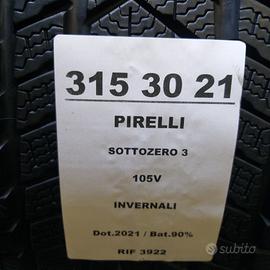 315 30 21
PIRELLI
SOTTOZERO 3
105V
INVERNALI
Dot.2021 / Bat.90%
RIF 3922
subito